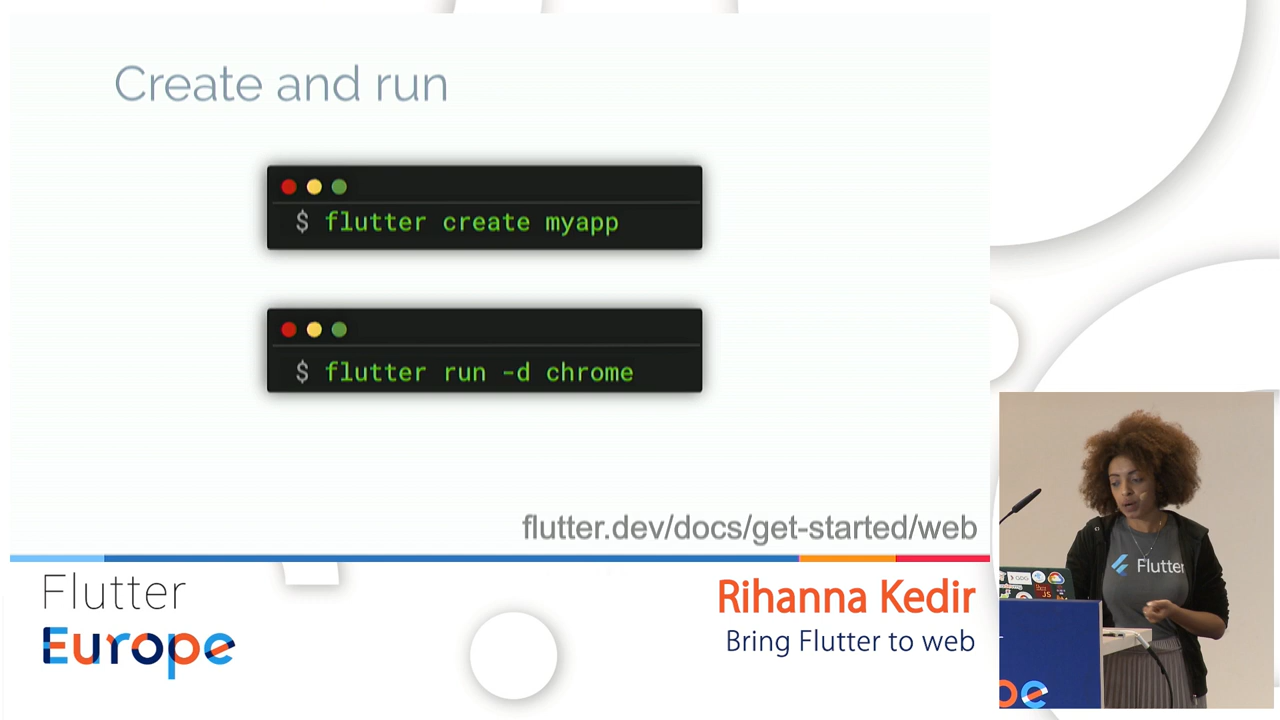 Create and run
$ flutter create myapp
$ flutter run -d chrome
flutter.dev/docs/get-started/web
Flutter
Europe
Rihanna Kedir
Bring Flutter to web
Flutter
pe